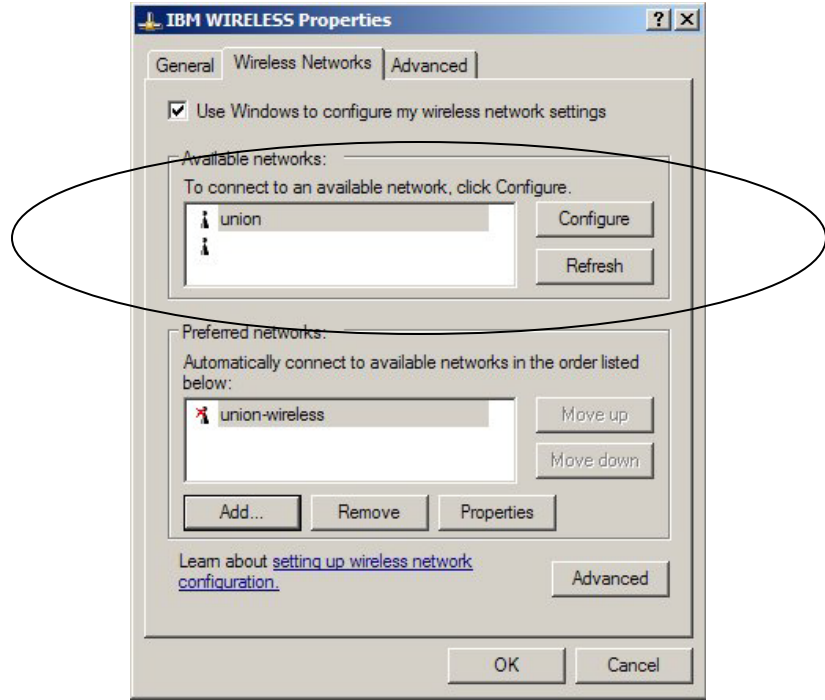 IBM WIRELESS Properties
General Wireless Networks Advanced
Use Windows to configure my wireless network settings
Available networks:
To connect to an available network, click Configure.
union
Configure
Refresh
Preferred networks:
Automatically connect to available networks in the order listed
below:
union-wireless
Move up
Move down
Add... Remove Properties
Learn about setting up wireless network
configuration.
Advanced
OK Cancel